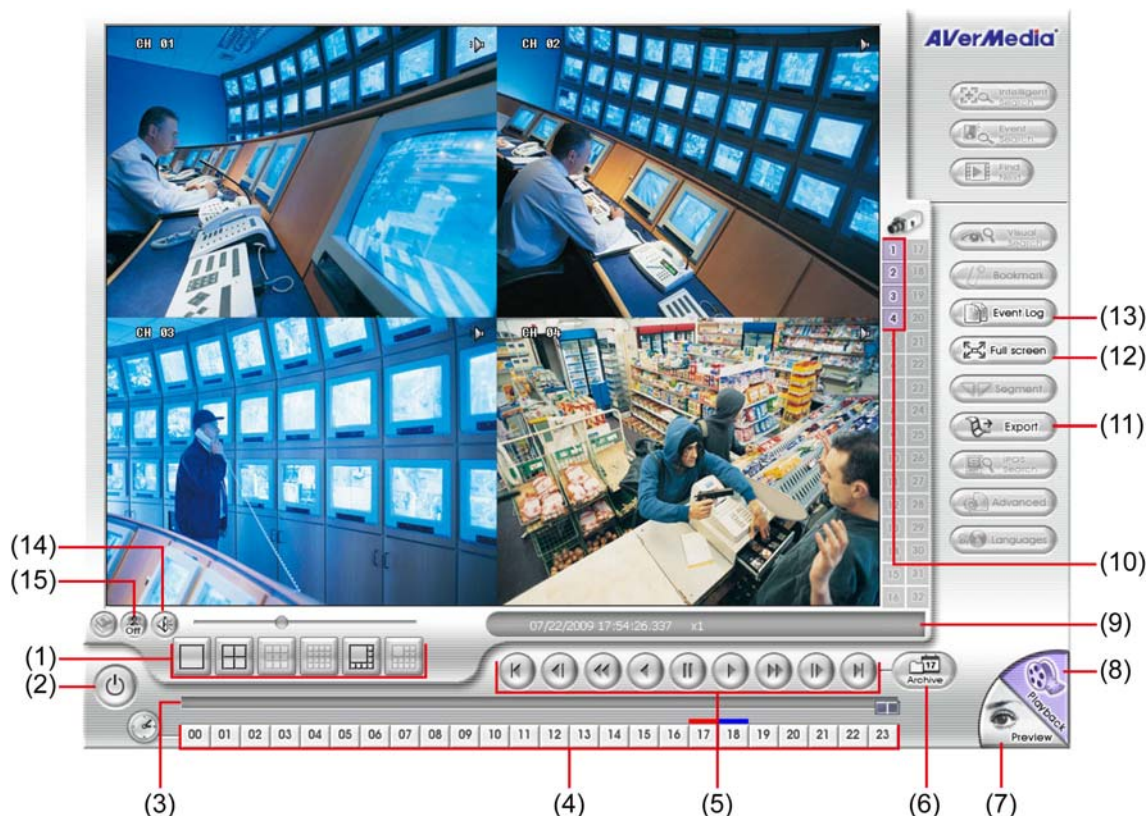 CH 01
CH 02
AVerMedia
Intelligent Search
Event Search
Find Next
1 17
2 18
3 19
4 20
21
22
23
24
25
26
27
28
29
30
15 31
16 32
Visual Search
Bookmark
Event Log
(13)
Full screen
(12)
Segment
Export
(11)
iPOS Search
Advanced
Languages
(10)
CH 03
CH 04
(14)
(15)
Off
07/22/2009 17:54:26.337 x1
(9)
(1)
(2)
17
Archive
Playback
(8)
Preview
00 01 02 03 04 05 06 07 08 09 10 11 12 13 14 15 16 17 18 19 20 21 22 23
(3)
(4)
(5)
(6)
(7)